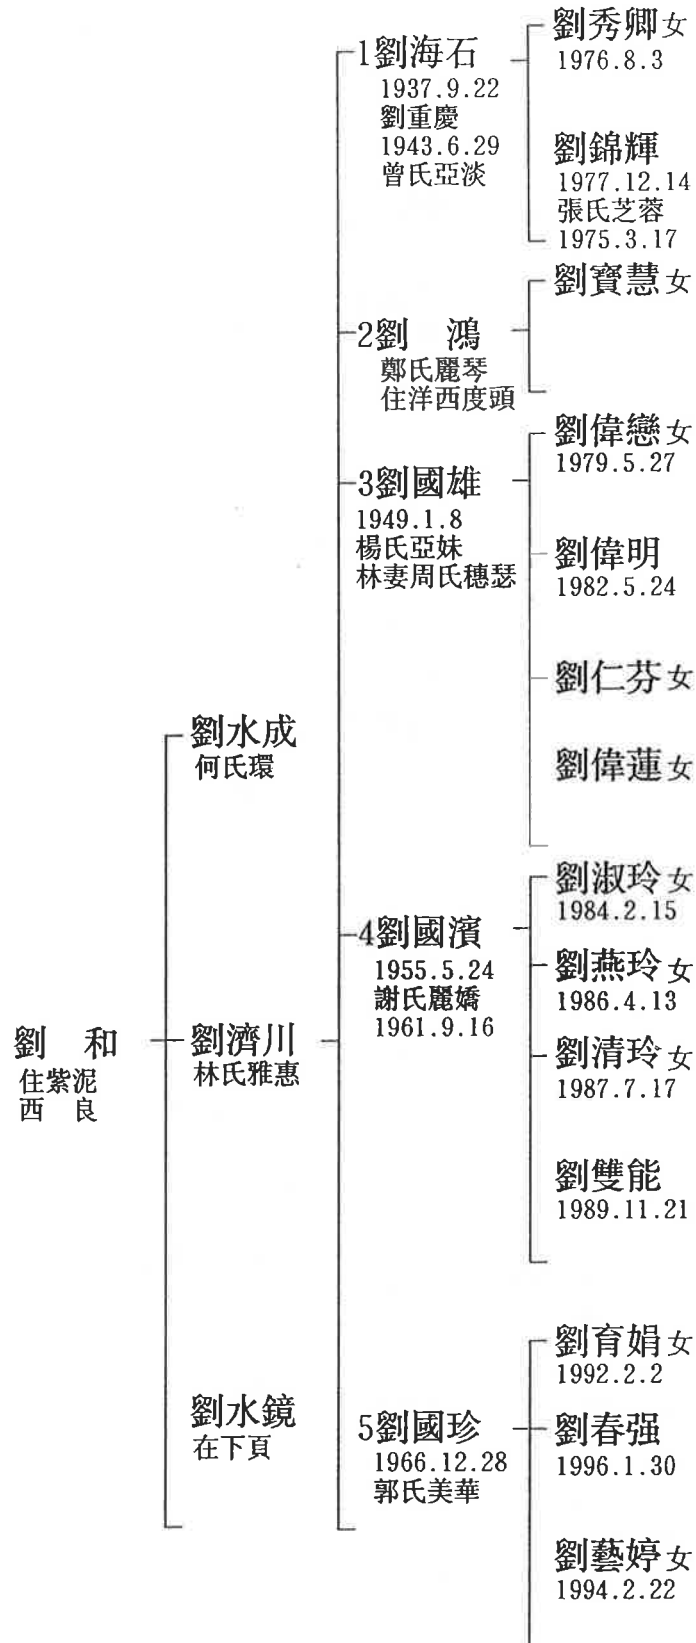 劉　和
住紫泥
西　良
劉水成
何氏環
劉濟川
林氏雅惠
劉水鏡
在下頁
1劉海石
1937.9.22
劉重慶
1943.6.29
曾氏亞淡
2劉　鴻
鄭氏麗琴
住洋西度頭
3劉國雄
1949.1.8
楊氏亞妹
林妻周氏穗瑟
4劉國濱
1955.5.24
謝氏麗嬌
1961.9.16
5劉國珍
1966.12.28
郭氏美華
劉秀卿女
1976.8.3
劉錦輝
1977.12.14
張氏芝蓉
1975.3.17
劉寶慧女
劉偉戀女
1979.5.27
劉偉明
1982.5.24
劉仁芬女
劉偉蓮女
劉淑玲女
1984.2.15
劉燕玲女
1986.4.13
劉清玲女
1987.7.17
劉雙能
1989.11.21
劉育娟女
1992.2.2
劉春强
1996.1.30
劉藝婷女
1994.2.22